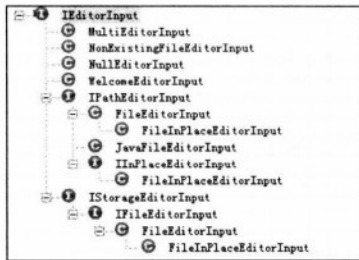 IEditorInput
MultiEditorInput
NonExistingFileEditorInput
NullEditorInput
WelcomeEditorInput
IPathEditorInput
FileEditorInput
FileInPlaceEditorInput
JavaFileEditorInput
IInPlaceEditorInput
FileInPlaceEditorInput
IStorageEditorInput
IFileEditorInput
FileEditorInput
FileInPlaceEditorInput